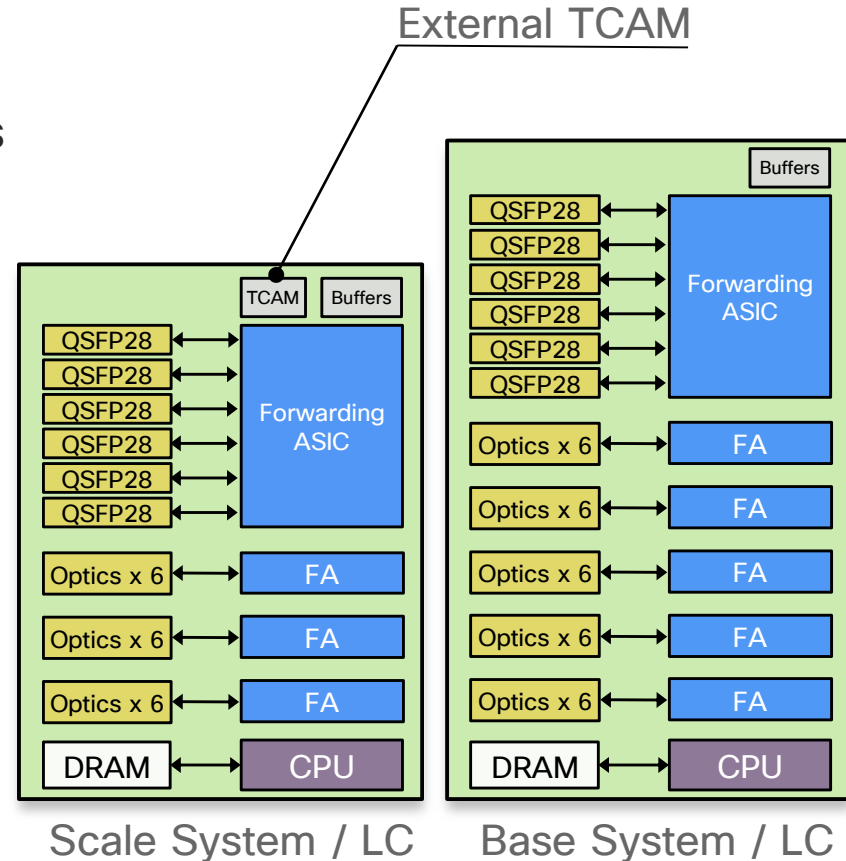 External TCAM
s
TCAM
Buffers
QSFP28
QSFP28
QSFP28
QSFP28
QSFP28
QSFP28
Forwarding
ASIC
Optics x 6
FA
Optics x 6
FA
Optics x 6
FA
DRAM
CPU
Scale System / LC
Buffers
QSFP28
QSFP28
QSFP28
QSFP28
QSFP28
QSFP28
Forwarding
ASIC
Optics x 6
FA
Optics x 6
FA
Optics x 6
FA
Optics x 6
FA
Optics x 6
FA
DRAM
CPU
Base System / LC